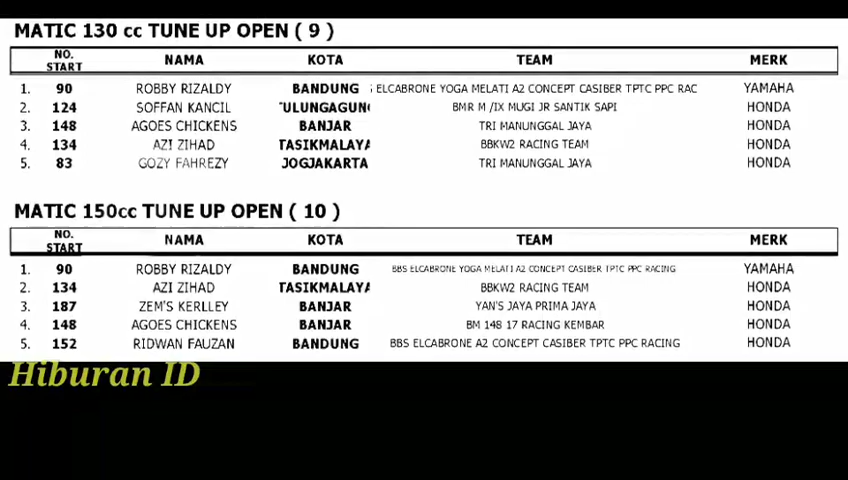 MATIC 130 cc TUNE UP OPEN ( 9 )
NO. START NAMA KOTA TEAM MERK
1. 90 ROBBY RIZALDY BANDUNG ELCABRONE YOGA MELATI A2 CONCEPT CASIBER TPTC PPC RAC YAMAHA
2. 124 SOFFAN KANCIL TULUNGAGUN BMR M /IX MUGI JR SANTIK SAPI HONDA
3. 148 AGOES CHICKENS BANJAR TRI MANUNGGAL JAYA HONDA
4. 134 AZI ZIHAD TASIKMALAYA BBKW2 RACING TEAM HONDA
5. 83 GOZY FAHREZY JOGJAKARTA TRI MANUNGGAL JAYA HONDA
MATIC 150cc TUNE UP OPEN ( 10 )
NO. START NAMA KOTA TEAM MERK
1. 90 ROBBY RIZALDY BANDUNG BBS ELCABRONE YOGA MELATI A2 CONCEPT CASIBER TPTC PPC RACING YAMAHA
2. 134 AZI ZIHAD TASIKMALAYA BBKW2 RACING TEAM HONDA
3. 187 ZEM'S KERLLEY BANJAR YAN'S JAYA PRIMA JAYA HONDA
4. 148 AGOES CHICKENS BANJAR BM 148 17 RACING KEMBAR HONDA
5. 152 RIDWAN FAUZAN BANDUNG BBS ELCABRONE A2 CONCEPT CASIBER TPTC PPC RACING HONDA
Hiburan ID